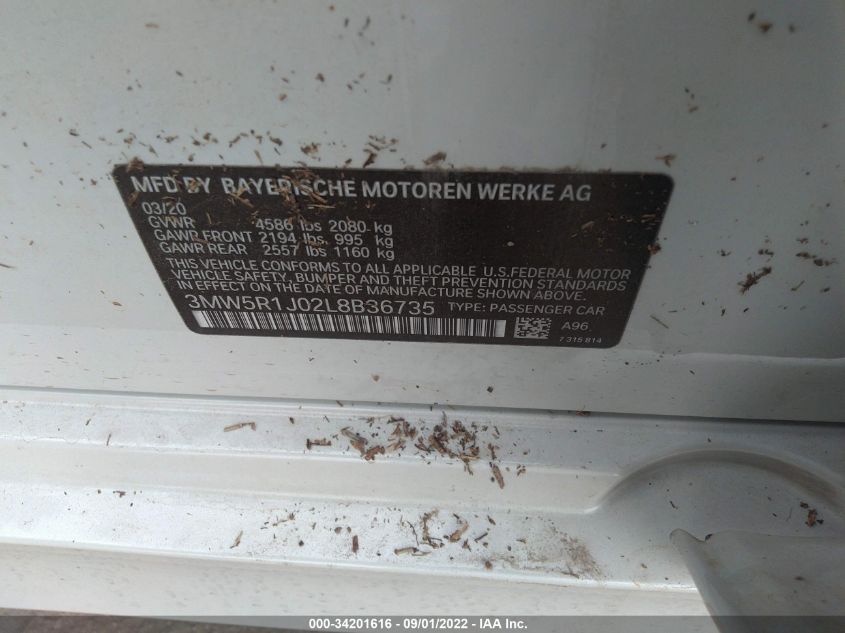 MFD BY BAYERISCHE MOTOREN WERKE AG
03/20
GVWR 4586 lbs 2080 kg
GAWR FRONT 2194 lbs 995 kg
GAWR REAR 2557 lbs 1160 kg
THIS VEHICLE CONFORMS TO ALL APPLICABLE U.S.FEDERAL MOTOR
VEHICLE SAFETY, BUMPER AND THEFT PREVENTION STANDARDS
IN EFFECT ON THE DATE OF MANUFACTURE SHOWN ABOVE.
3MW5R1J02L8B36735 TYPE: PASSENGER CAR
A96
7 315 814
000-34201616 - 09/01/2022 - IAA Inc.